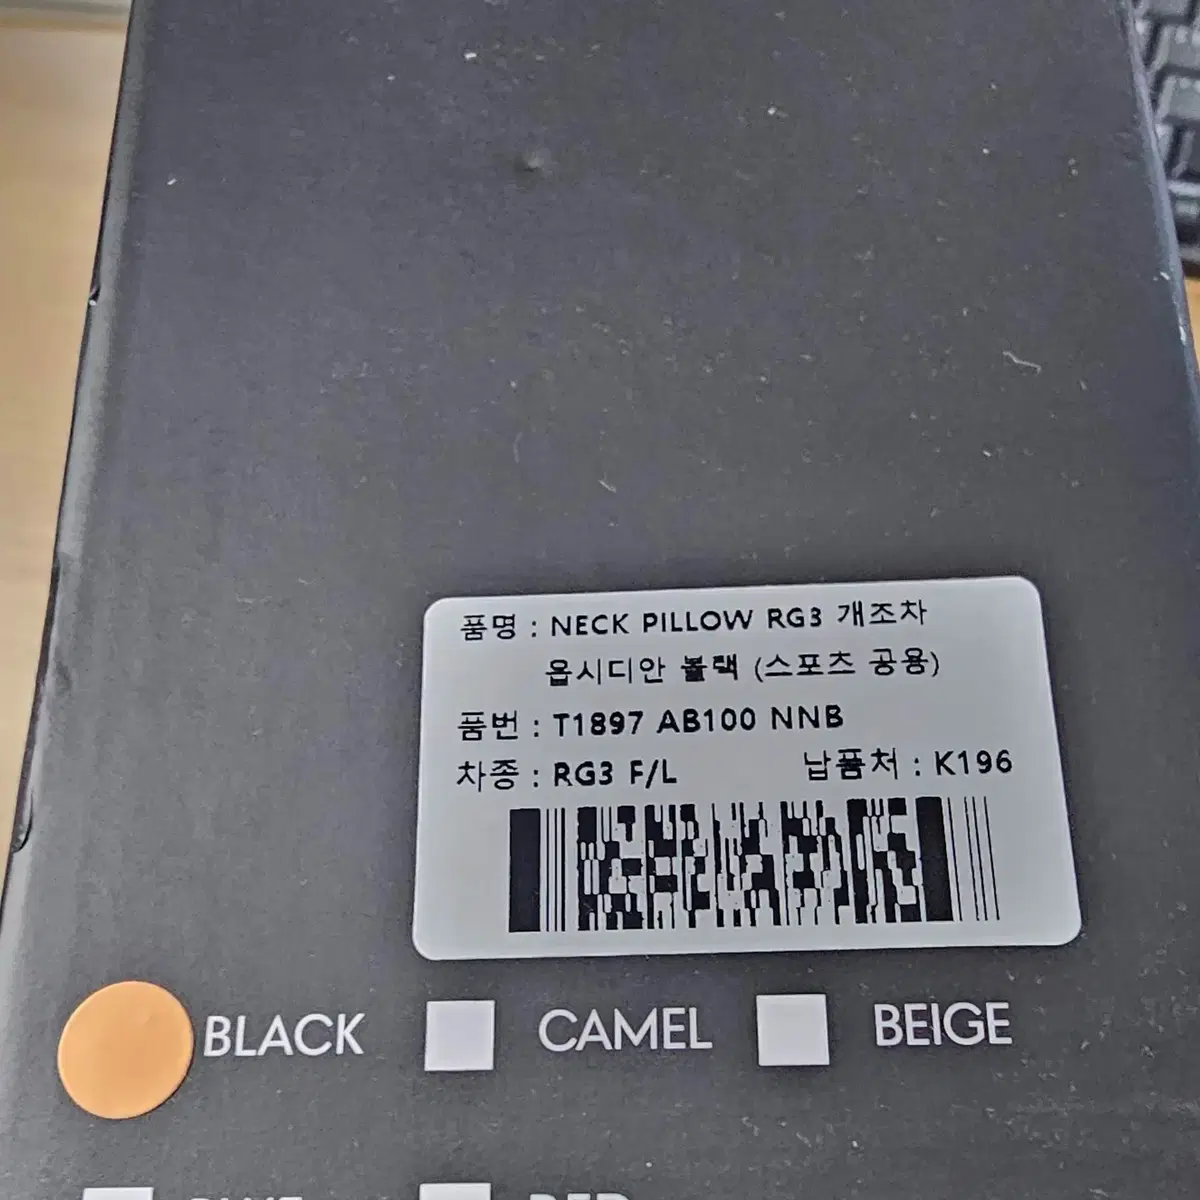 품명 : NECK PILLOW RG3 개조차
옵시디안 블랙 (스포츠 공용)
품번 : T1897 AB100 NNB
차종 : RG3 F/L 납품처 : K196
BLACK CAMEL BEIGE